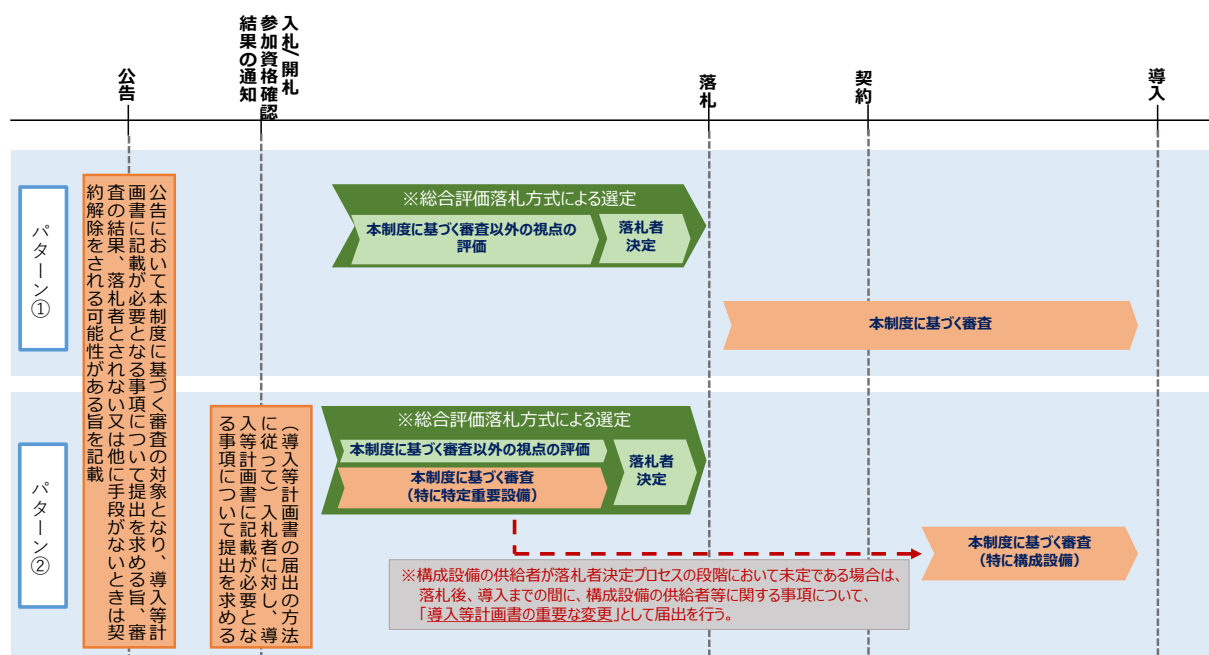 公告
入札/開札
参加資格確認
結果の通知
落札
契約
導入
パターン①
公告において本制度に基づく審査の対象となり、導入等計
画書に記載が必要となる事項について提出を求める旨、審
査の結果、落札者とされない又は他に手段がないときは契
約解除をされる可能性がある旨を記載
※総合評価落札方式による選定
本制度に基づく審査以外の視点の
評価
落札者
決定
本制度に基づく審査
パターン②
（導入等計画書の届出の方法
に従って）入札者に対し、導
入等計画書に記載が必要とな
る事項について提出を求める
※総合評価落札方式による選定
本制度に基づく審査以外の視点の評価
本制度に基づく審査
（特に特定重要設備）
落札者
決定
本制度に基づく審査
（特に構成設備）
※構成設備の供給者が落札者決定プロセスの段階において未定である場合は、
落札後、導入までの間に、構成設備の供給者等に関する事項について、
「導入等計画書の重要な変更」として届出を行う。